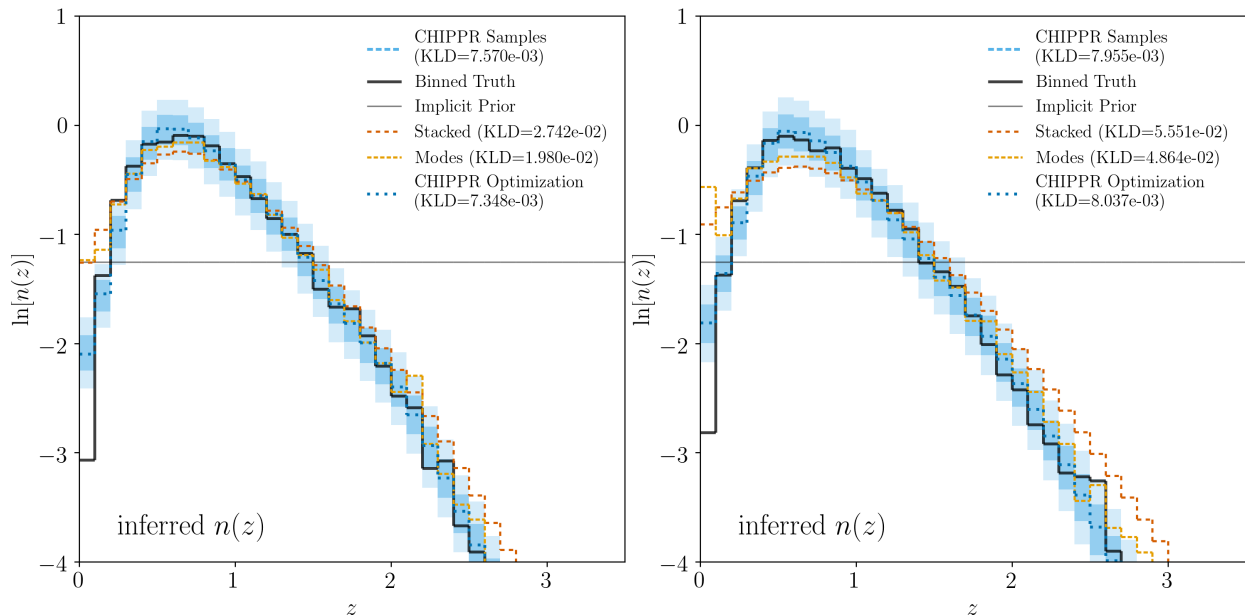 1
0
−1
−2
−3
−4
ln[n(z)]
CHIPPR Samples
(KLD=7.570e-03)
Binned Truth
Implicit Prior
Stacked (KLD=2.742e-02)
Modes (KLD=1.980e-02)
CHIPPR Optimization
(KLD=7.348e-03)
inferred n(z)
0
1
2
3
z
1
0
−1
−2
−3
−4
ln[n(z)]
CHIPPR Samples
(KLD=7.955e-03)
Binned Truth
Implicit Prior
Stacked (KLD=5.551e-02)
Modes (KLD=4.864e-02)
CHIPPR Optimization
(KLD=8.037e-03)
inferred n(z)
0
1
2
3
z